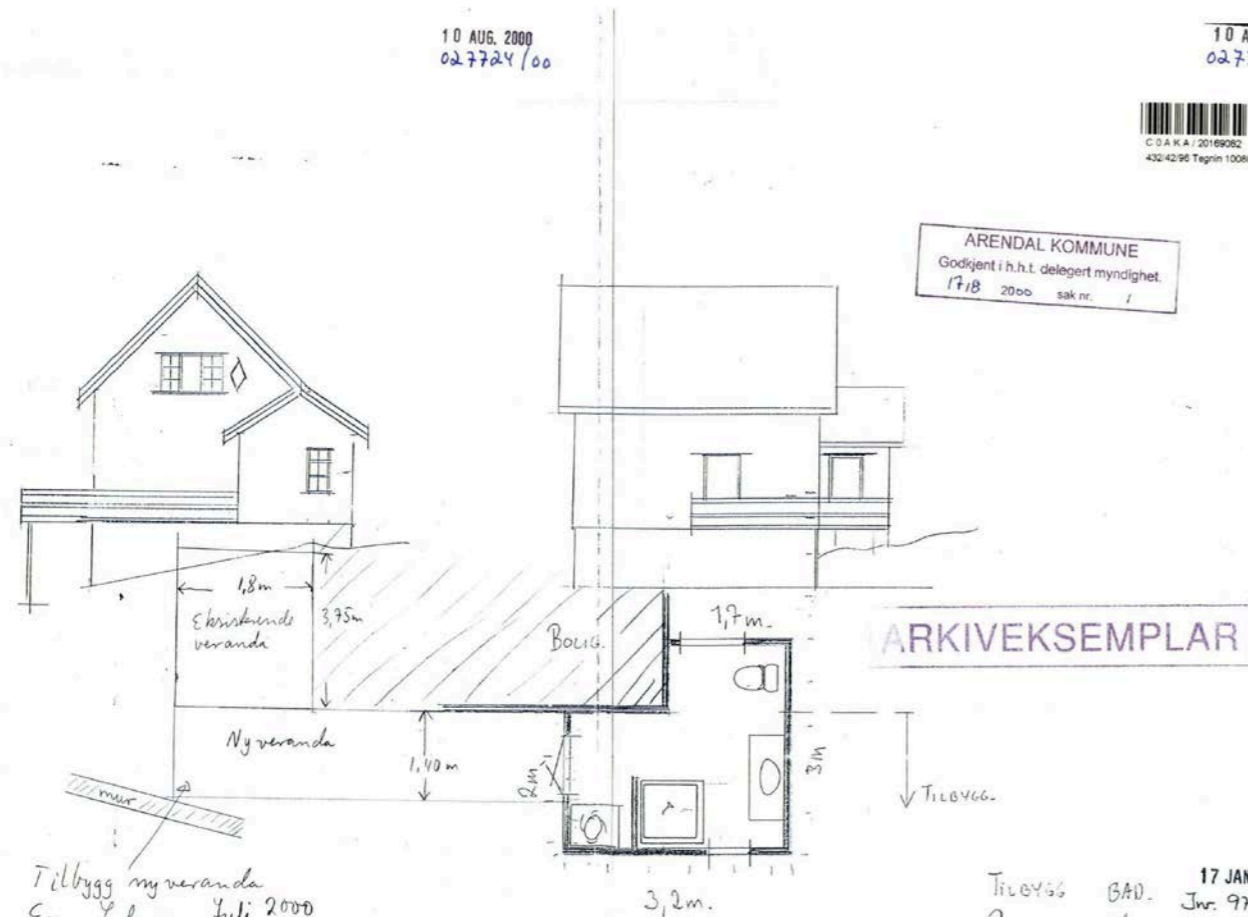 10 AUG. 2000
027724/00
10 A
027
C0AKA/20169082
432/42/96 Tegnin
ARENDAL KOMMUNE
Godkjent i h.h.t. delegert myndighet.
17/8 2000 sak nr. 1
1,8m
Eksisterende
veranda
3,75m
BOLIG.
1,7m.
ARKIVEKSEMPLAR
Ny veranda
1,40m
2m
3m
TILBYGG.
mur
Tilbygg ny veranda
Juli 2000
3,2m.
TILBYGG BAD.
17 JAN
Jnr. 97